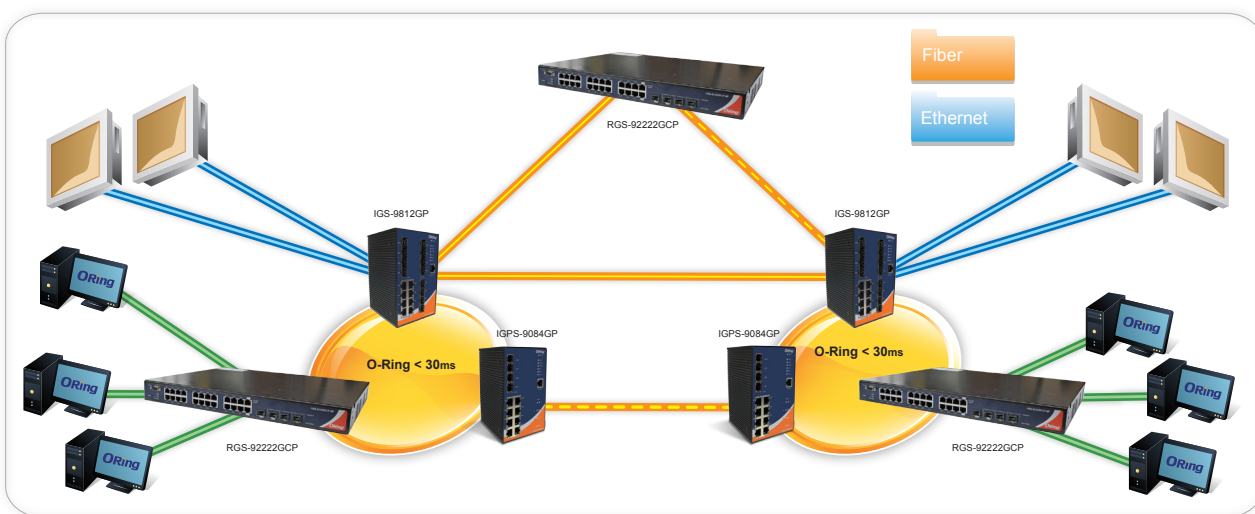 Fiber
Ethernet
RGS-92222GCP
IGS-9812GP
IGS-9812GP
ORing
ORing
ORing
O-Ring < 30ms
IGPS-9084GP
RGS-92222GCP
IGPS-9084GP
O-Ring < 30ms
RGS-92222GCP
ORing
ORing
ORing